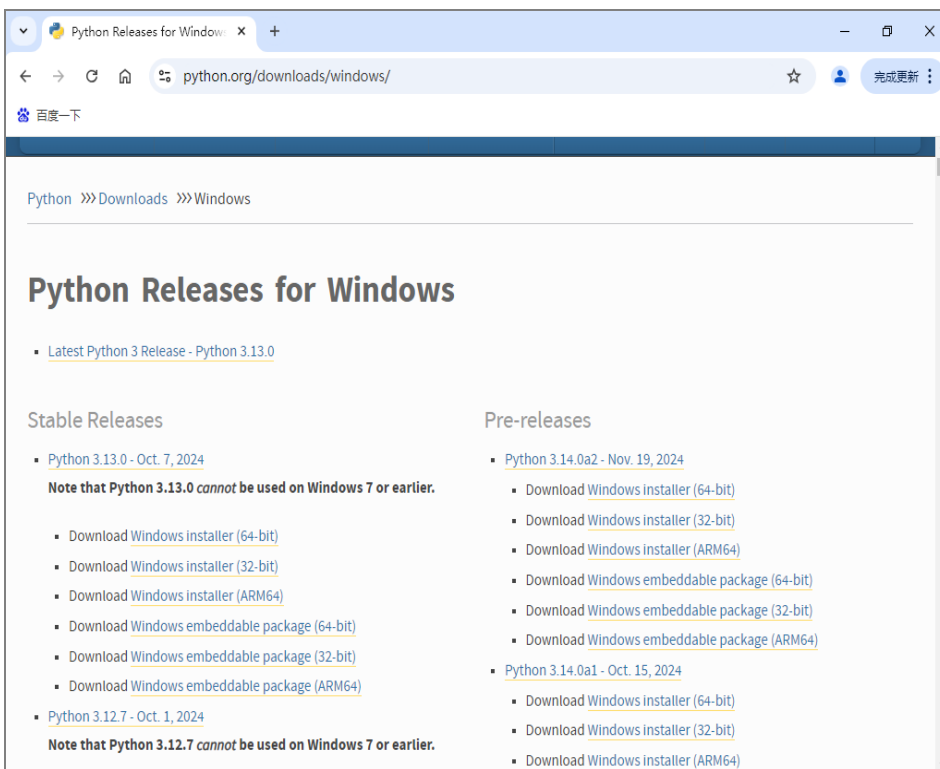 Python Releases for Window
python.org/downloads/windows/
完成更新
百度一下
Python >>> Downloads >>> Windows
Python Releases for Windows
Latest Python 3 Release - Python 3.13.0
Stable Releases
Python 3.13.0 - Oct. 7, 2024
Note that Python 3.13.0 cannot be used on Windows 7 or earlier.
Download Windows installer (64-bit)
Download Windows installer (32-bit)
Download Windows installer (ARM64)
Download Windows embeddable package (64-bit)
Download Windows embeddable package (32-bit)
Download Windows embeddable package (ARM64)
Python 3.12.7 - Oct. 1, 2024
Note that Python 3.12.7 cannot be used on Windows 7 or earlier.
Pre-releases
Python 3.14.0a2 - Nov. 19, 2024
Download Windows installer (64-bit)
Download Windows installer (32-bit)
Download Windows installer (ARM64)
Download Windows embeddable package (64-bit)
Download Windows embeddable package (32-bit)
Download Windows embeddable package (ARM64)
Python 3.14.0a1 - Oct. 15, 2024
Download Windows installer (64-bit)
Download Windows installer (32-bit)
Download Windows installer (ARM64)